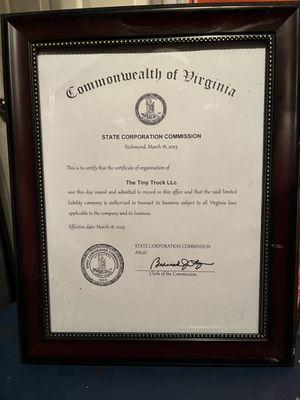 Commonwealth of Virginia
STATE CORPORATION COMMISSION
Richmond, March 18, 2023
This is to certify that the certificate of organization of
The Tiny Truck LLc
was this day issued and admitted to record in this office and that the said limited
liability company is authorized to transact its business subject to all Virginia laws
applicable to the company and its business.
Effective date: March 18, 2023
STATE CORPORATION COMMISSION
Attest:
Clerk of the Commission